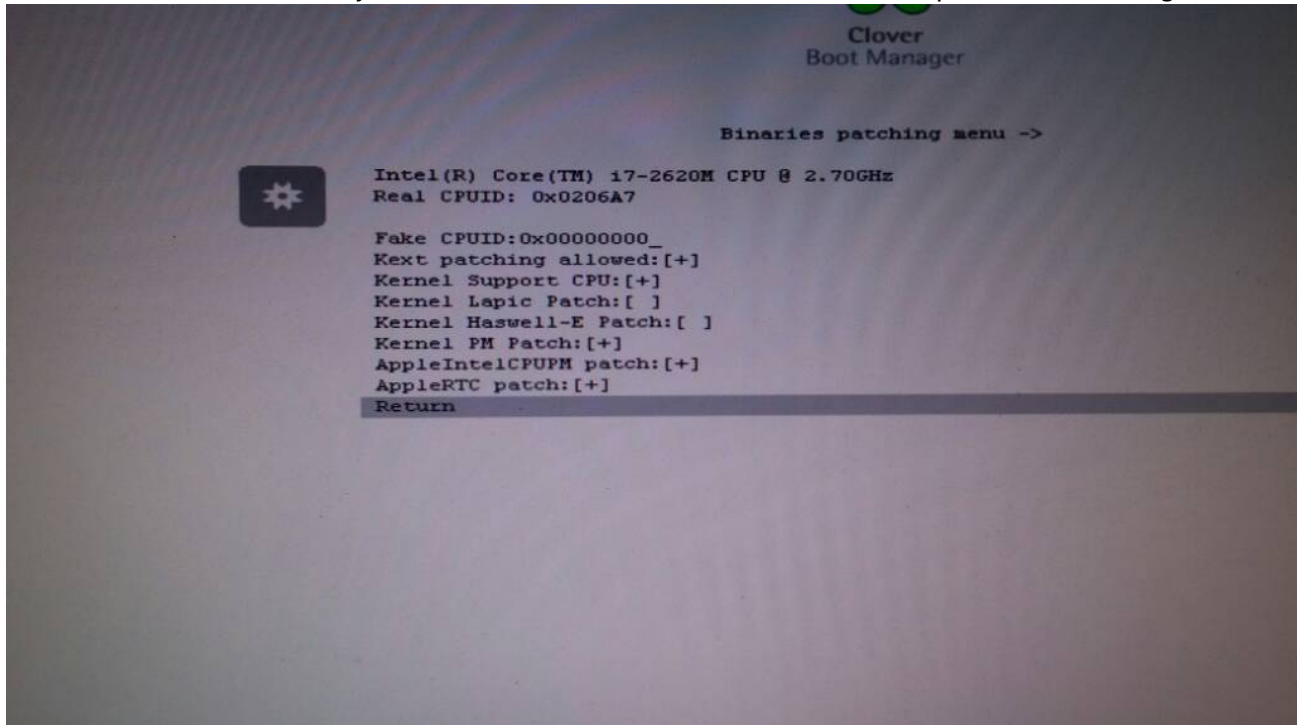 Clover
Boot Manager
Binaries patching menu ->
Intel(R) Core(TM) i7-2620M CPU @ 2.70GHz
Real CPUID: 0x0206A7
Fake CPUID:0x00000000_
Kext patching allowed:[+]
Kernel Support CPU:[+]
Kernel Lapic Patch:[ ]
Kernel Haswell-E Patch:[ ]
Kernel PM Patch:[+]
AppleIntelCPUPM patch:[+]
AppleRTC patch:[+]
Return